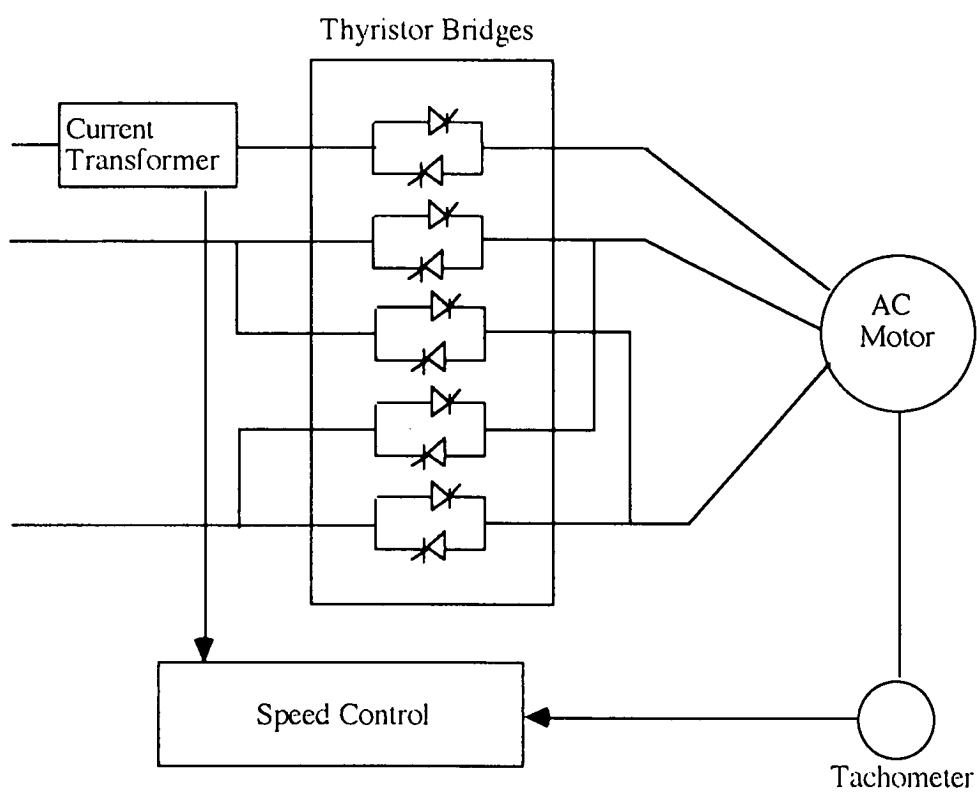 Thyristor Bridges
Current
Transformer
AC
Motor
Speed Control
Tachometer